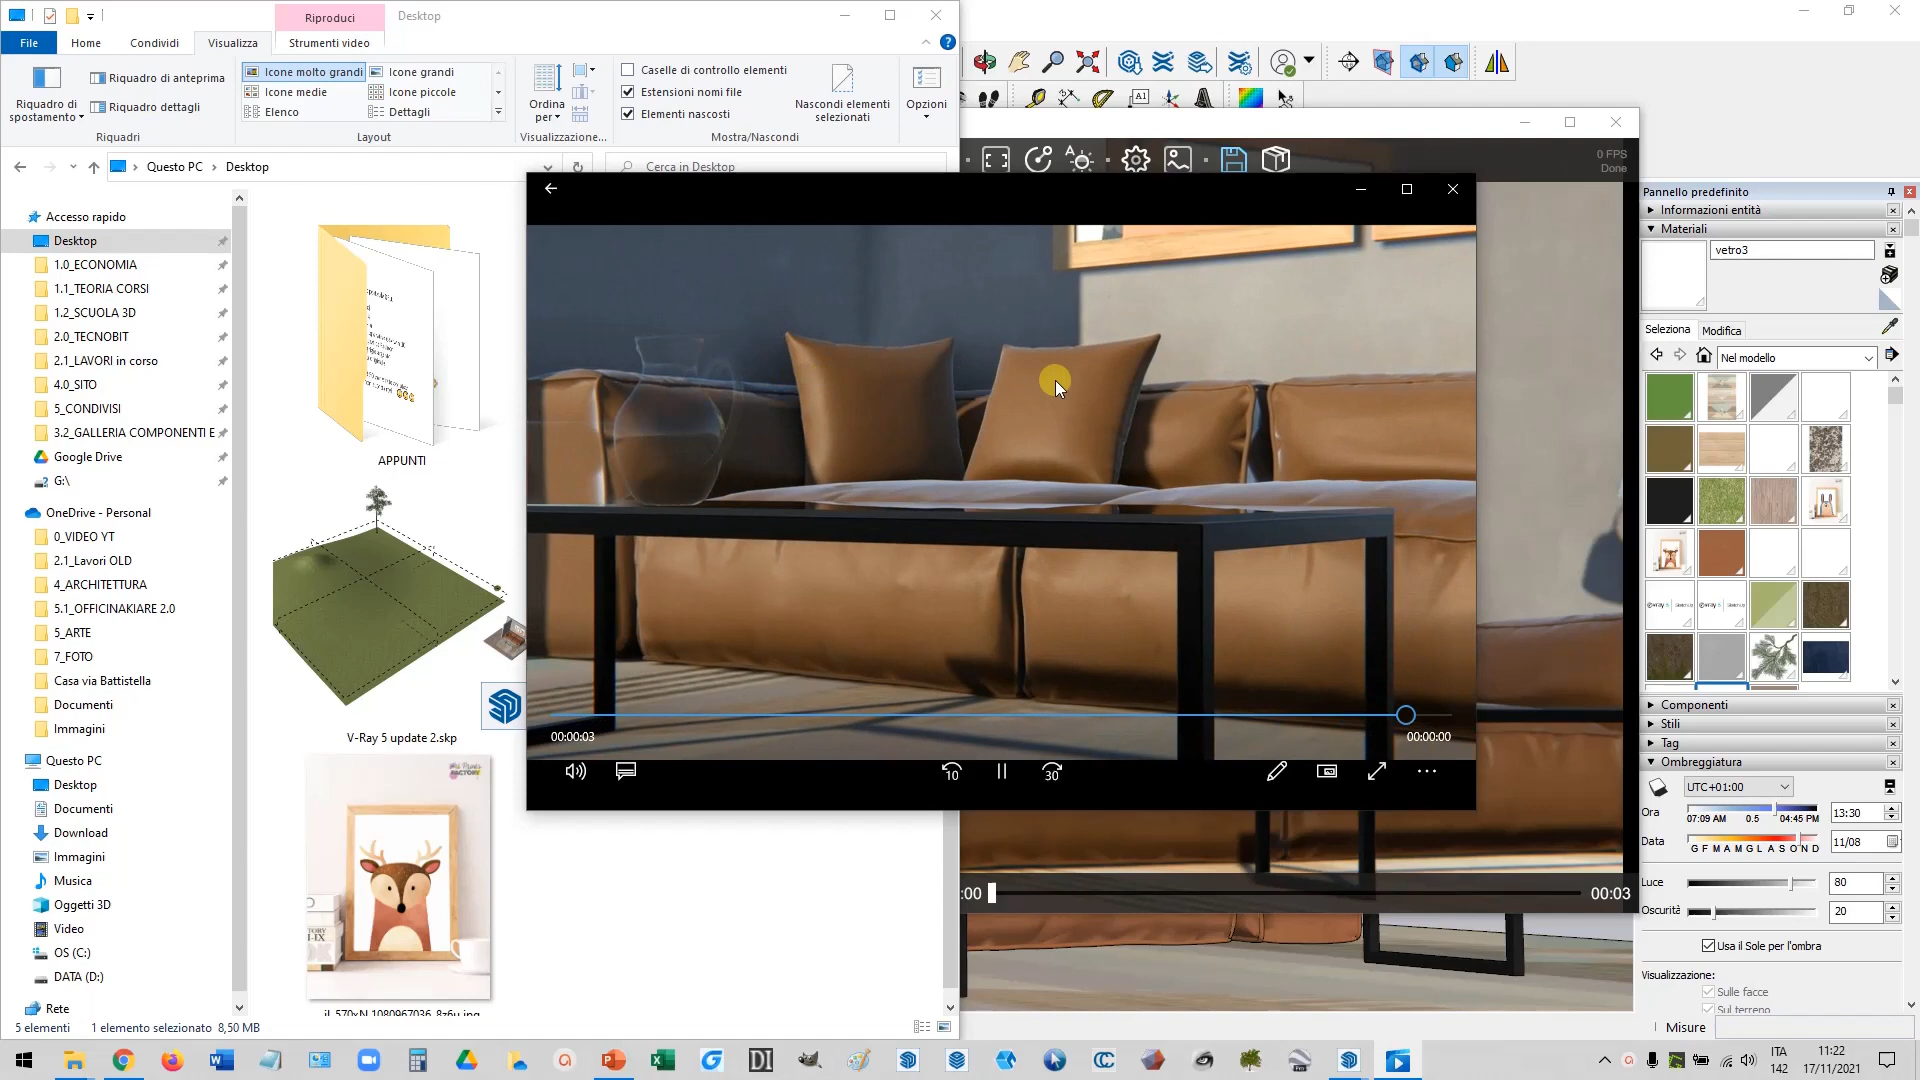 Riproduci
Desktop
File
Home
Condividi
Visualizza
Strumenti video
Riquadro di spostamento
Riquadro di anteprima
Riquadro dettagli
Riquadri
Icone molto grandi
Icone grandi
Icone medie
Icone piccole
Elenco
Dettagli
Layout
Ordina per
Visualizzazione...
Caselle di controllo elementi
Estensioni nomi file
Elementi nascosti
Nascondi elementi selezionati
Mostra/Nascondi
Opzioni
Questo PC
Desktop
Cerca in Desktop
Accesso rapido
Desktop
1.0_ECONOMIA
1.1_TEORIA CORSI
1.2_SCUOLA 3D
2.0_TECNOBIT
2.1_LAVORI in corso
4.0_SITO
5_CONDIVISI
3.2_GALLERIA COMPONENTI E
Google Drive
G:\
OneDrive - Personal
0_VIDEO YT
2.1_Lavori OLD
4_ARCHITETTURA
5.1_OFFICINAKIARE 2.0
5_ARTE
7_FOTO
Casa via Battistella
Documenti
Immagini
Questo PC
Desktop
Documenti
Download
Immagini
Musica
Oggetti 3D
Video
OS (C:)
DATA (D:)
Rete
APPUNTI
V-Ray 5 update 2.skp
FACTORY
5 elementi
1 elemento selezionato 8,50 MB
A1
0 FPS
Done
00:00:03
00:00:00
10
30
:00
00:03
Pannello predefinito
Informazioni entità
Materiali
vetro3
Seleziona
Modifica
Nel modello
Componenti
Stili
Tag
Ombreggiatura
UTC+01:00
Ora
07:09 AM 0.5 04:45 PM
13:30
Data
G F M A M G L A S O N D
11/08
Luce
80
Oscurità
20
Usa il Sole per l'ombra
Visualizzazione:
Sulle facce
Sul terreno
Misure
ITA
142
11:22
17/11/2021